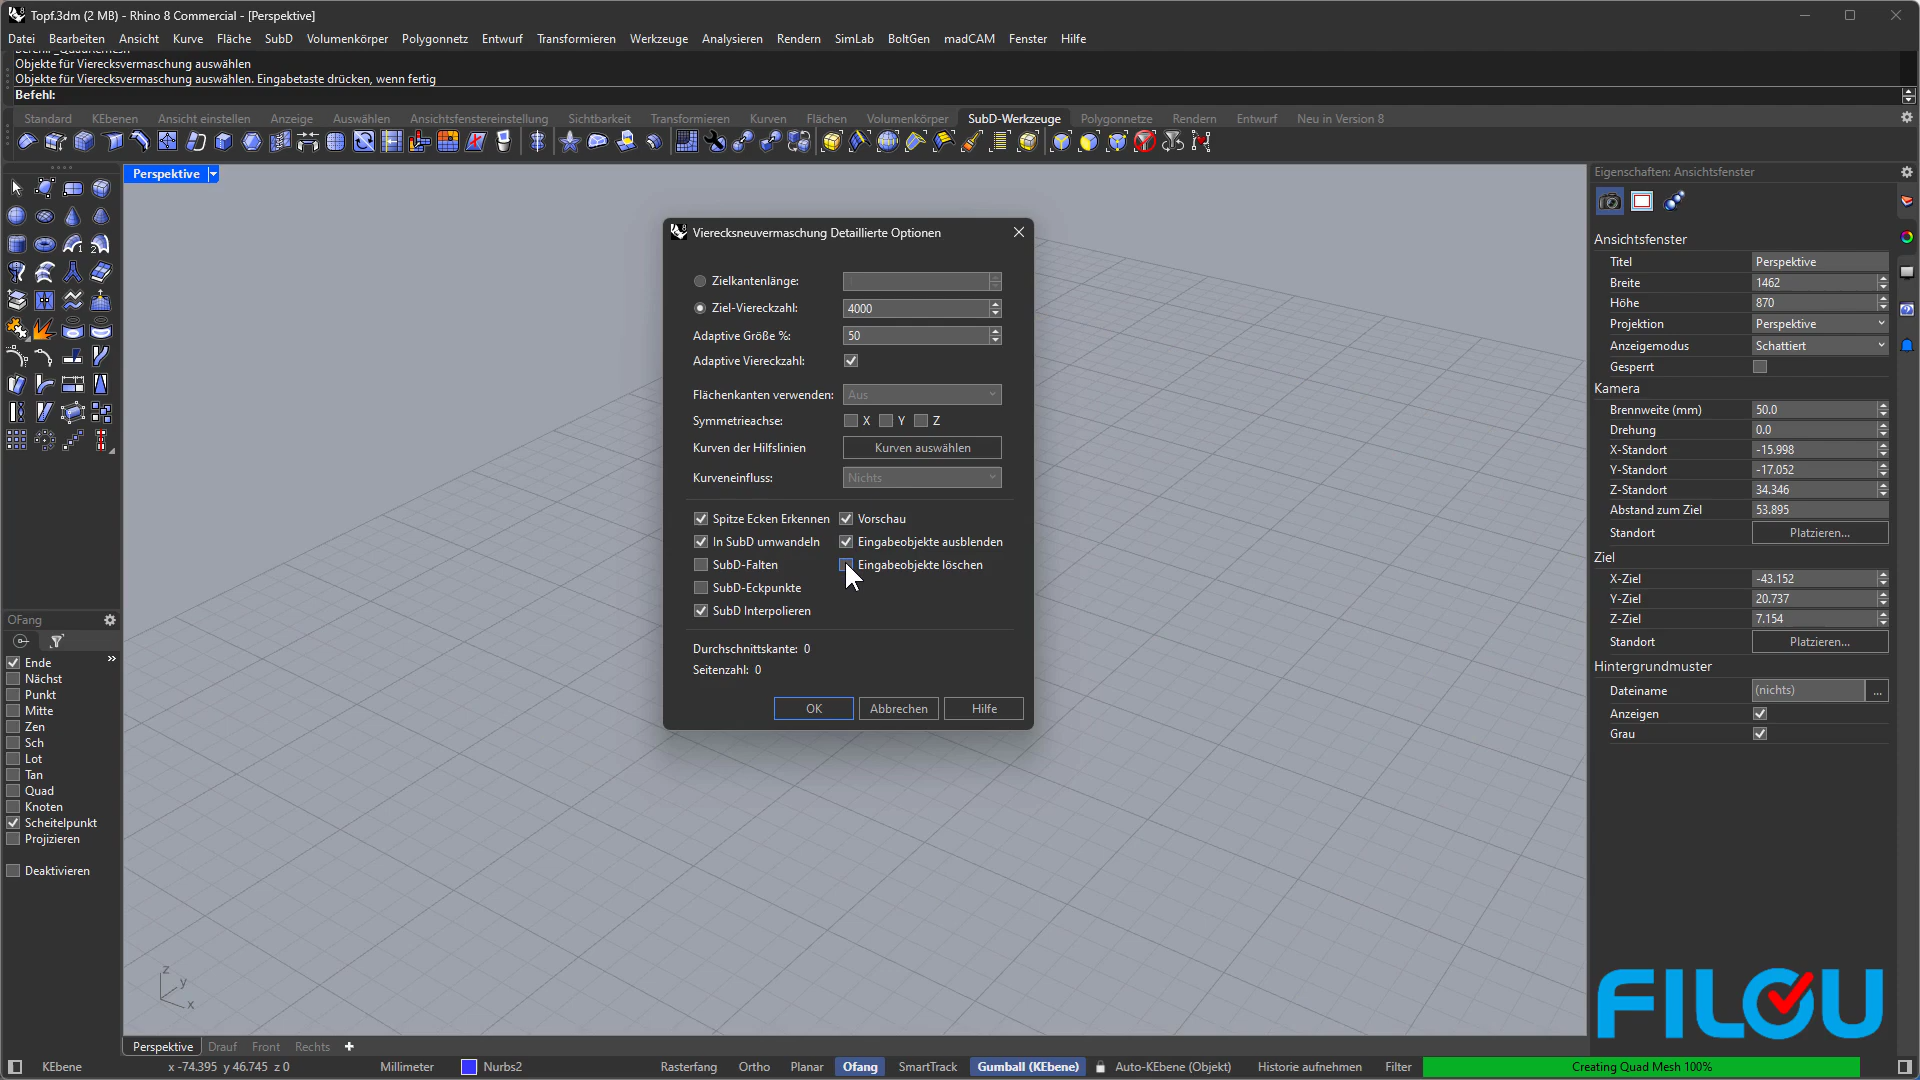 Topf.3dm (2 MB) - Rhino 8 Commercial - [Perspektive]
Datei Bearbeiten Ansicht Kurve Fläche SubD Volumenkörper Polygonnetz Entwurf Transformieren Werkzeuge Analysieren Rendern SimLab BoltGen madCAM Fenster Hilfe
Objekte für Vierecksvermaschung auswählen
Objekte für Vierecksvermaschung auswählen. Eingabetaste drücken, wenn fertig
Befehl:
Standard KEbenen Ansicht einstellen Anzeige Auswählen Ansichtsfenstereinstellung Sichtbarkeit Transformieren Kurven Flächen Volumenkörper SubD-Werkzeuge Polygonnetze Rendern Entwurf Neu in Version 8
Perspektive
Vierecksneuvermaschung Detaillierte Optionen
Zielkantenlänge:
Ziel-Viereckzahl: 4000
Adaptive Größe %: 50
Adaptive Viereckzahl:
Flächenkanten verwenden: Aus
Symmetrieachse: X Y Z
Kurven der Hilfslinien Kurven auswählen
Kurveneinfluss: Nichts
Spitze Ecken Erkennen Vorschau
In SubD umwandeln Eingabeobjekte ausblenden
SubD-Falten Eingabeobjekte löschen
SubD-Eckpunkte
SubD Interpolieren
Durchschnittskante: 0
Seitenzahl: 0
OK Abbrechen Hilfe
Eigenschaften: Ansichtsfenster
Ansichtsfenster
Titel Perspektive
Breite 1462
Höhe 870
Projektion Perspektive
Anzeigemodus Schattiert
Gesperrt
Kamera
Brennweite (mm) 50.0
Drehung 0.0
X-Standort -15.998
Y-Standort -17.052
Z-Standort 34.346
Abstand zum Ziel 53.895
Standort Platzieren...
Ziel
X-Ziel -43.152
Y-Ziel 20.737
Z-Ziel 7.154
Standort Platzieren...
Hintergrundmuster
Dateiname (nichts) ...
Anzeigen
Grau
OFang
Ende
Nächst
Punkt
Mitte
Zen
Sch
Lot
Tan
Quad
Knoten
Scheitelpunkt
Projizieren
Deaktivieren
z
y
x
FILOU
Perspektive Drauf Front Rechts
KEbene x -74.395 y 46.745 z 0 Millimeter Nurbs2 Rasterfang Ortho Planar Ofang SmartTrack Gumball (KEbene) Auto-KEbene (Objekt) Historie aufnehmen Filter Creating Quad Mesh 100%